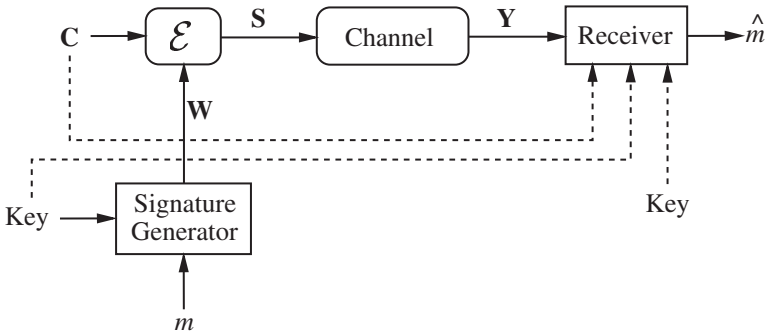 C
ℰ
S
Channel
Y
Receiver
m̂
W
Key
Signature
Generator
Key
m